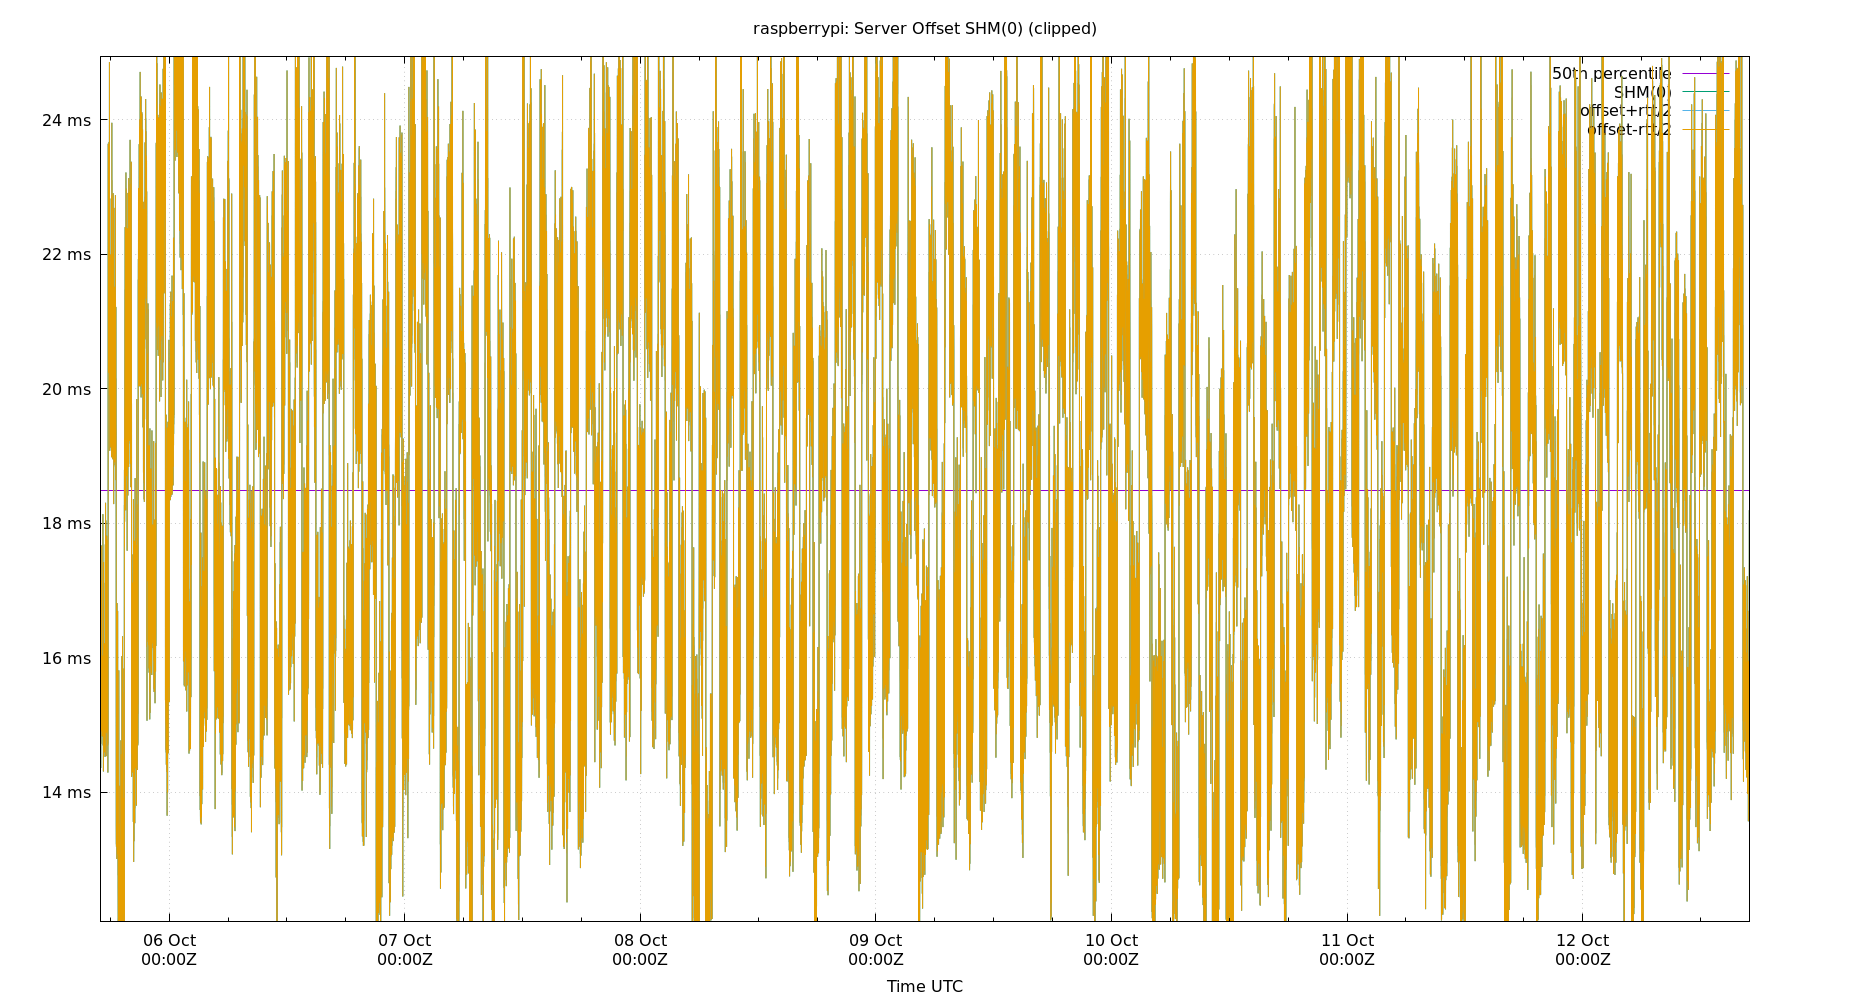 raspberrypi: Server Offset SHM(0) (clipped)
50th percentile
SHM(0)
offset+rtt/2
offset-rtt/2
24 ms
22 ms
20 ms
18 ms
16 ms
14 ms
06 Oct 07 Oct 08 Oct 09 Oct 10 Oct 11 Oct 12 Oct
00:00Z 00:00Z 00:00Z 00:00Z 00:00Z 00:00Z 00:00Z
Time UTC